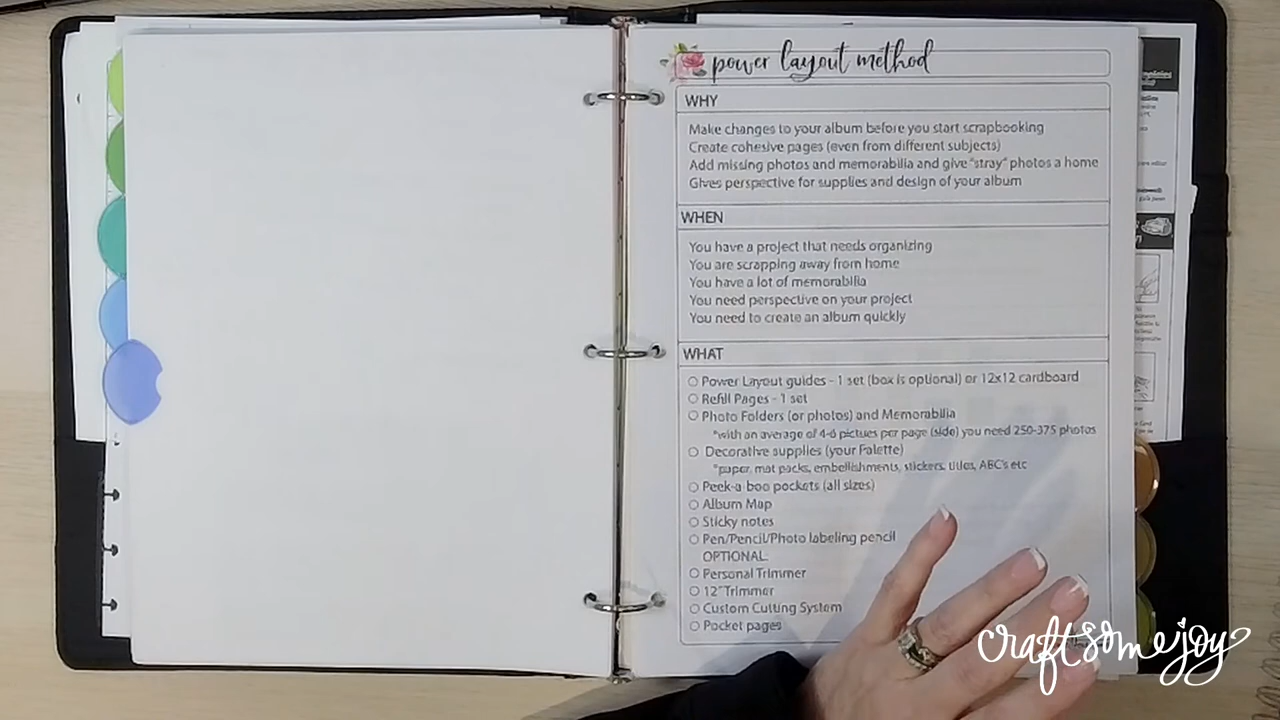 power layout method
WHY
Make changes to your album before you start scrapbooking
Create cohesive pages (even from different subjects)
Add missing photos and memorabilia and give "stray" photos a home
Gives perspective for supplies and design of your album
WHEN
You have a project that needs organizing
You are scrapping away from home
You have a lot of memorabilia
You need perspective on your project
You need to create an album quickly
WHAT
Power Layout guides - 1 set (box is optional) or 12x12 cardboard
Refill Pages - 1 set
Photo Folders (or photos) and Memorabilia
*with an average of 4-6 pictues per page (side) you need 250-375 photos
Decorative supplies (your Palette)
*paper, mat packs, embellishments, stickers, titles, ABC's etc
Peek-a-boo pockets (all sizes)
Album Map
Sticky notes
Pen/Pencil/Photo labeling pencil
OPTIONAL:
Personal Trimmer
12" Trimmer
Custom Cutting System
Pocket pages
craftsomejoy